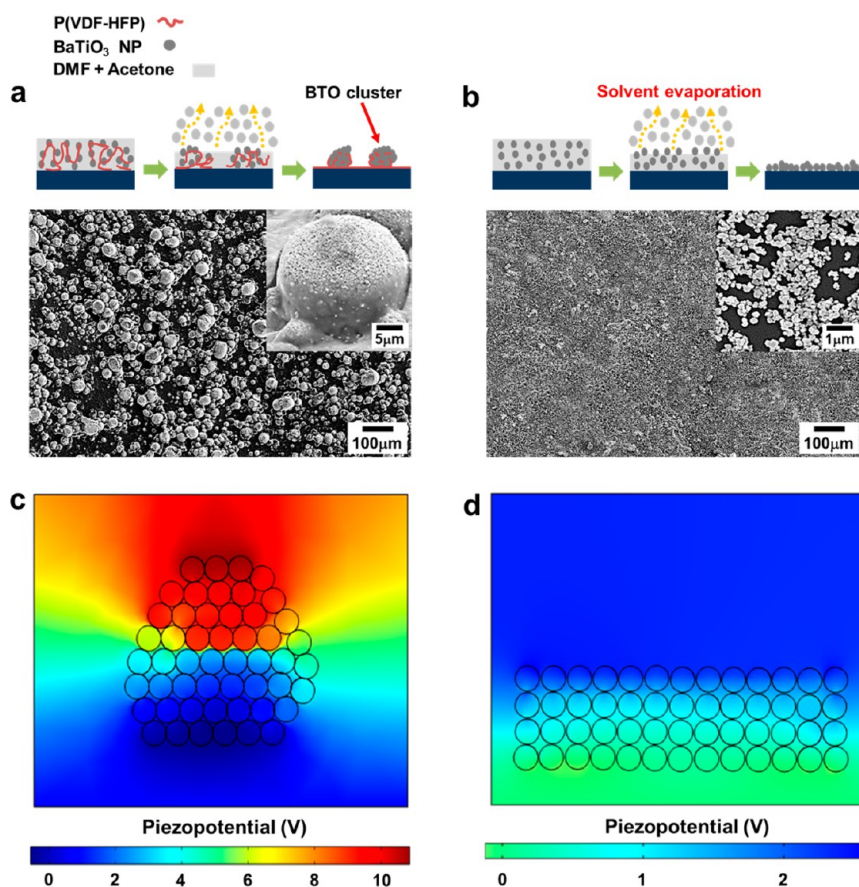 P(VDF-HFP)
BaTiO₃ NP
DMF + Acetone
a
BTO cluster
b
Solvent evaporation
5μm
100μm
1μm
100μm
c
d
Piezopotential (V)
0 2 4 6 8 10
Piezopotential (V)
0 1 2